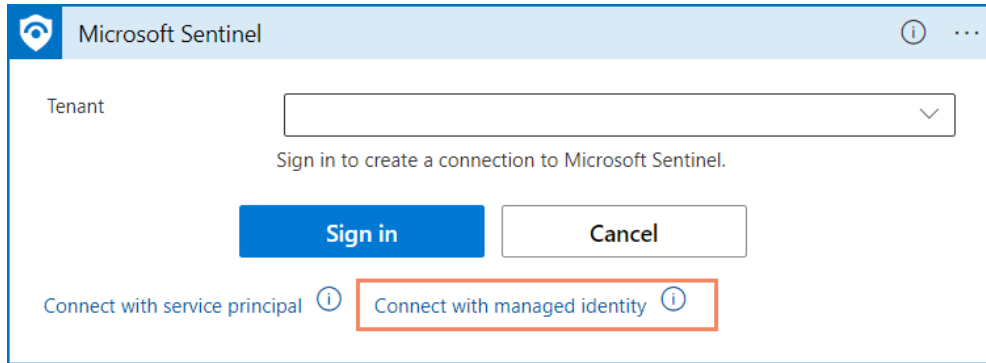 Microsoft Sentinel
Tenant
Sign in to create a connection to Microsoft Sentinel.
Sign in Cancel
Connect with service principal Connect with managed identity